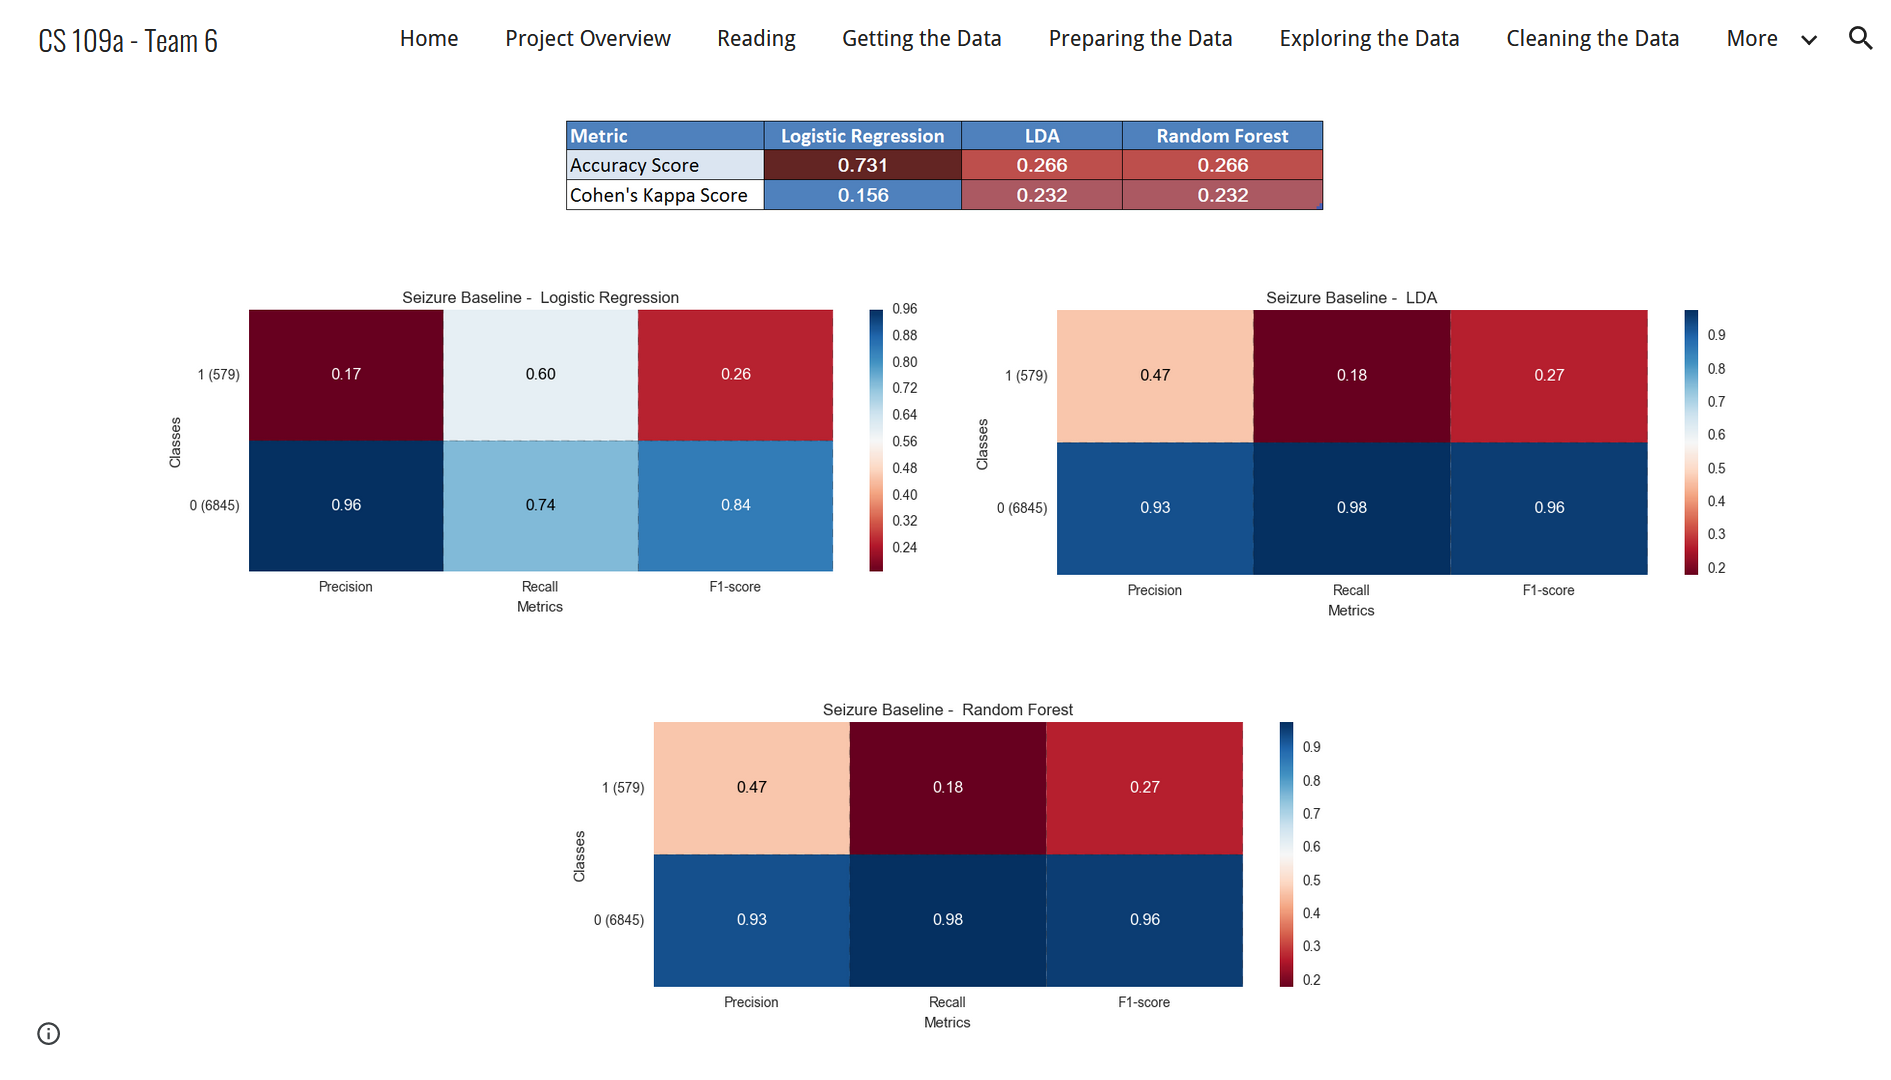 CS 109a - Team 6
Home Project Overview Reading Getting the Data Preparing the Data Exploring the Data Cleaning the Data More
Metric Logistic Regression LDA Random Forest
Accuracy Score 0.731 0.266 0.266
Cohen's Kappa Score 0.156 0.232 0.232
Seizure Baseline - Logistic Regression
1 (579) 0.17 0.60 0.26
0 (6845) 0.96 0.74 0.84
Classes
Precision Recall F1-score
Metrics
0.96
0.88
0.80
0.72
0.64
0.56
0.48
0.40
0.32
0.24
Seizure Baseline - LDA
1 (579) 0.47 0.18 0.27
0 (6845) 0.93 0.98 0.96
Classes
Precision Recall F1-score
Metrics
0.9
0.8
0.7
0.6
0.5
0.4
0.3
0.2
Seizure Baseline - Random Forest
1 (579) 0.47 0.18 0.27
0 (6845) 0.93 0.98 0.96
Classes
Precision Recall F1-score
Metrics
0.9
0.8
0.7
0.6
0.5
0.4
0.3
0.2